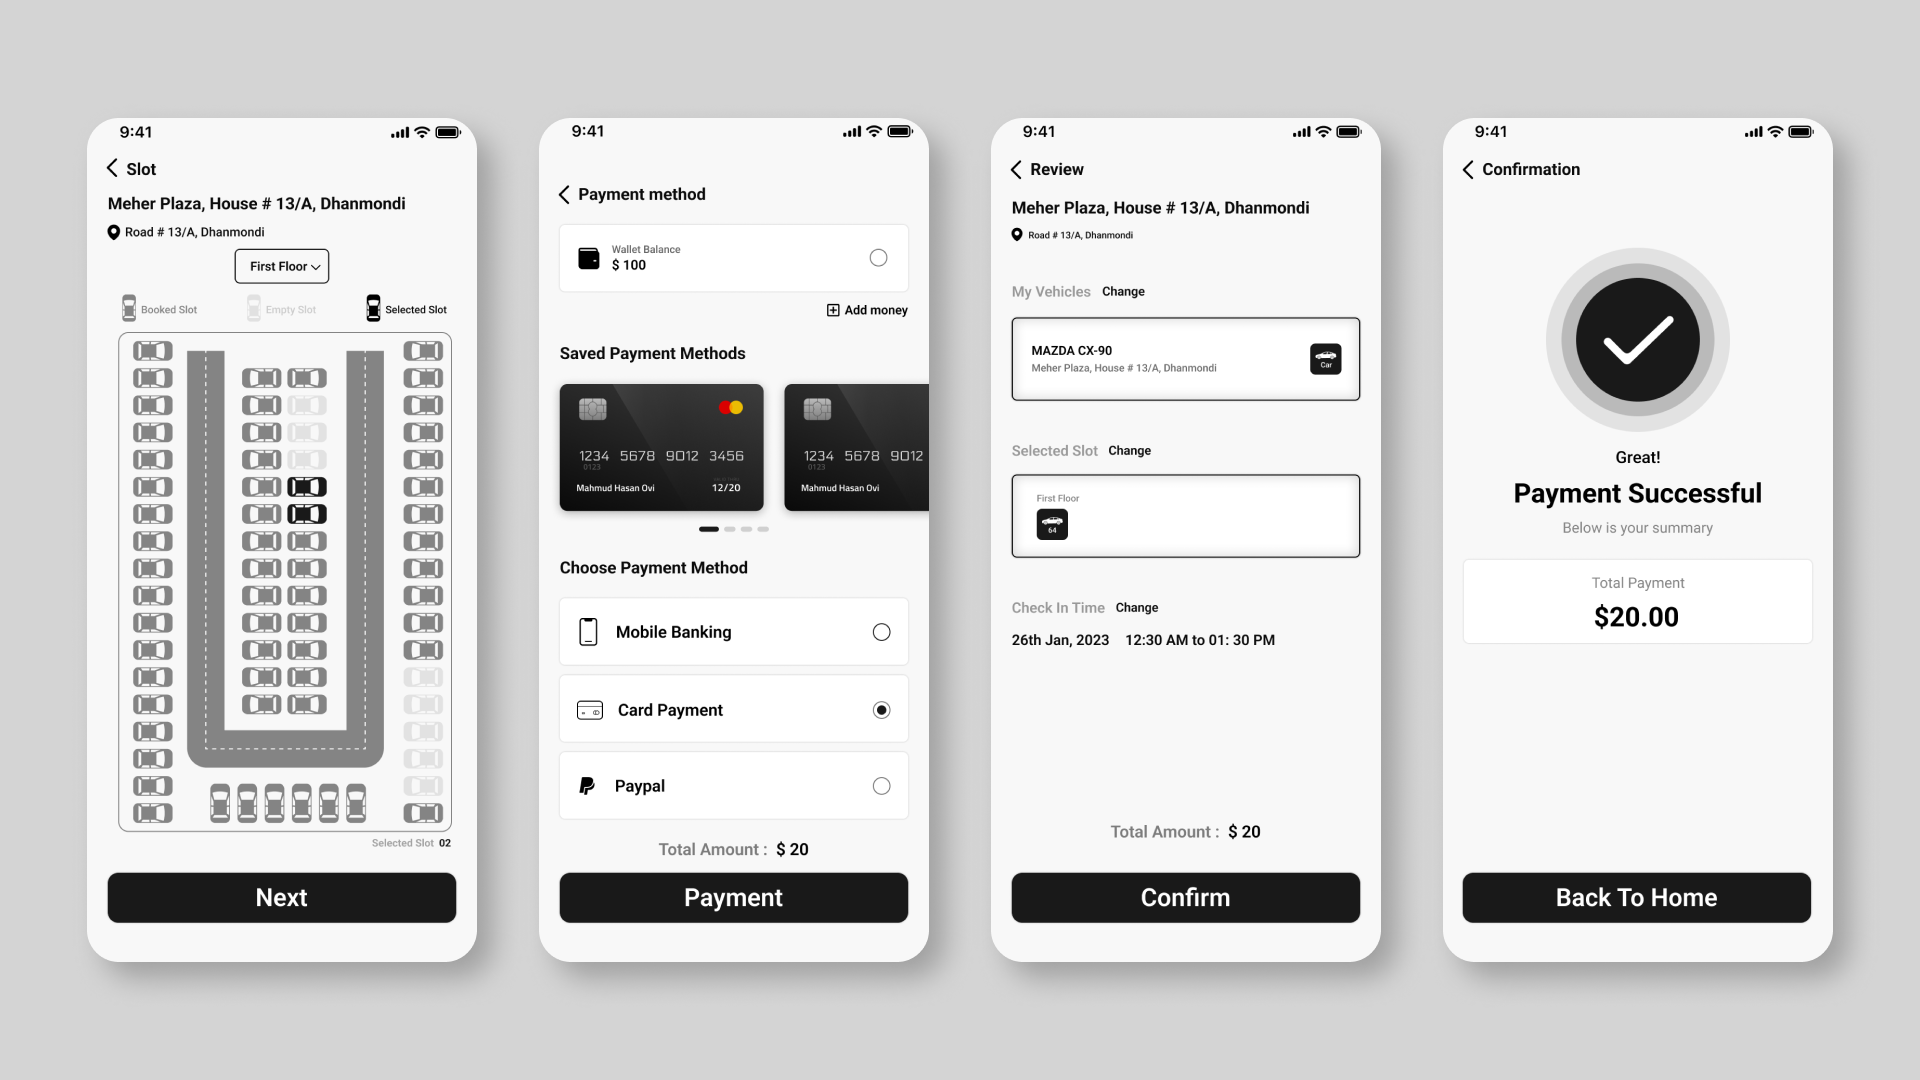 9:41
Slot
Meher Plaza, House # 13/A, Dhanmondi
Road # 13/A, Dhanmondi
First Floor
Booked Slot
Empty Slot
Selected Slot
Selected Slot 02
Next
9:41
Payment method
Wallet Balance
$ 100
Add money
Saved Payment Methods
1234 5678 9012 3456
0123
Mahmud Hasan Ovi 12/20
1234 5678 9012
0123
Mahmud Hasan Ovi
Choose Payment Method
Mobile Banking
Card Payment
Paypal
Total Amount : $ 20
Payment
9:41
Review
Meher Plaza, House # 13/A, Dhanmondi
Road # 13/A, Dhanmondi
My Vehicles Change
MAZDA CX-90
Meher Plaza, House # 13/A, Dhanmondi
Car
Selected Slot Change
First Floor
64
Check In Time Change
26th Jan, 2023 12:30 AM to 01: 30 PM
Total Amount : $ 20
Confirm
9:41
Confirmation
Great!
Payment Successful
Below is your summary
Total Payment
$20.00
Back To Home